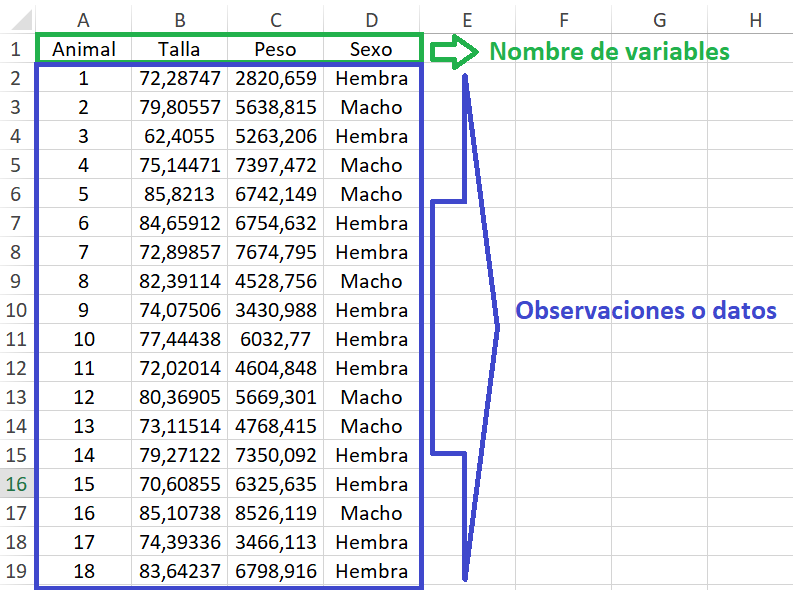 A B C D E F G H
1 Animal Talla Peso Sexo Nombre de variables
2 1 72,28747 2820,659 Hembra
3 2 79,80557 5638,815 Macho
4 3 62,4055 5263,206 Hembra
5 4 75,14471 7397,472 Macho
6 5 85,8213 6742,149 Macho
7 6 84,65912 6754,632 Hembra
8 7 72,89857 7674,795 Hembra
9 8 82,39114 4528,756 Macho
10 9 74,07506 3430,988 Hembra Observaciones o datos
11 10 77,44438 6032,77 Hembra
12 11 72,02014 4604,848 Hembra
13 12 80,36905 5669,301 Macho
14 13 73,11514 4768,415 Macho
15 14 79,27122 7350,092 Hembra
16 15 70,60855 6325,635 Hembra
17 16 85,10738 8526,119 Macho
18 17 74,39336 3466,113 Hembra
19 18 83,64237 6798,916 Hembra